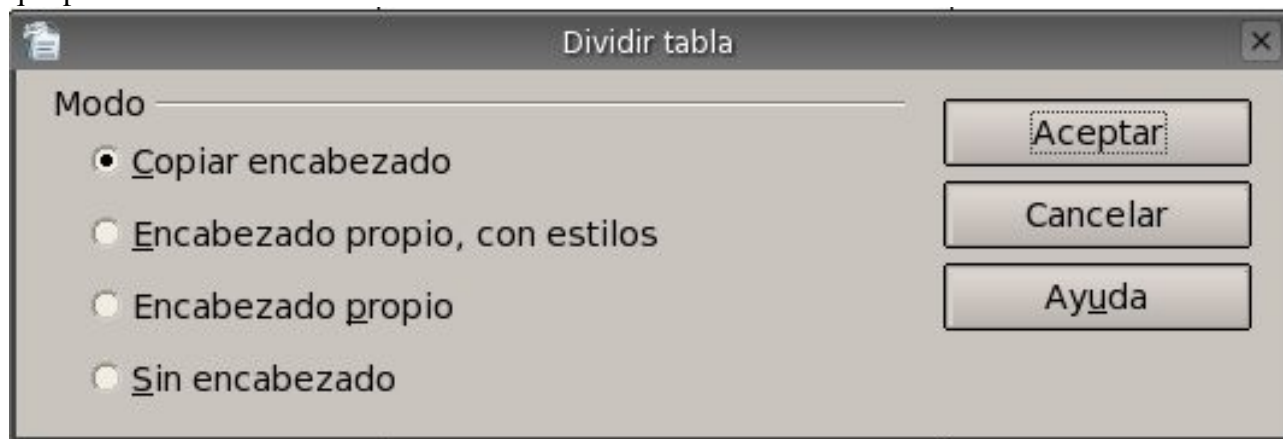 Dividir tabla
Modo
Copiar encabezado
Encabezado propio, con estilos
Encabezado propio
Sin encabezado
Aceptar
Cancelar
Ayuda